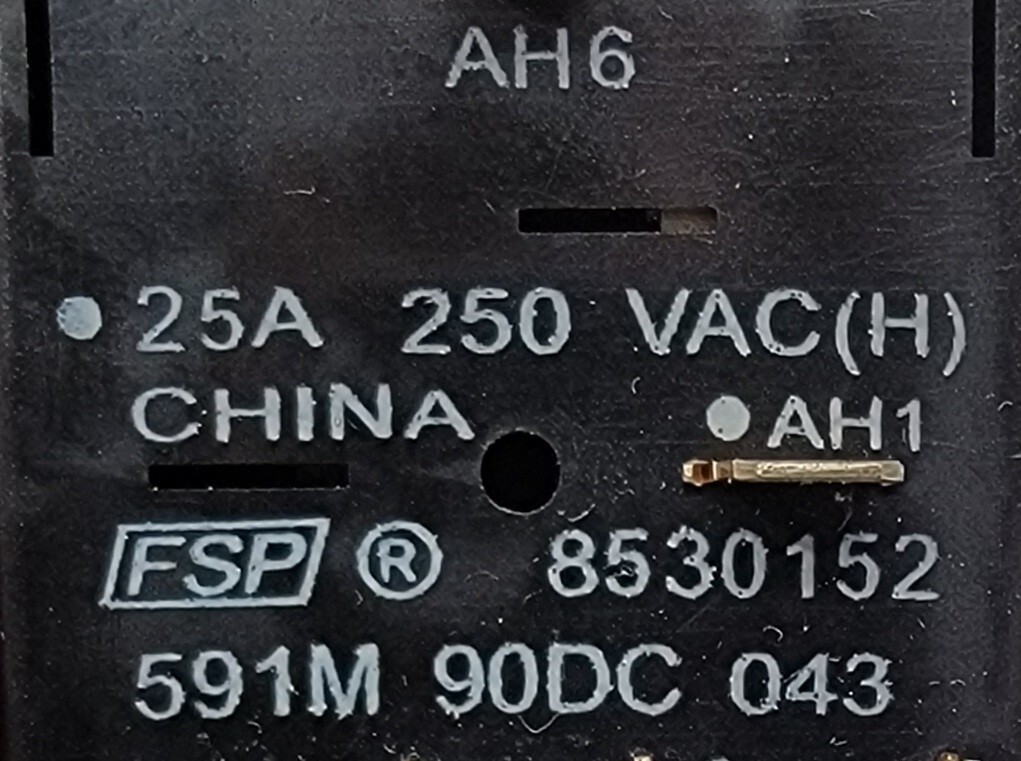 AH6
25A 250 VAC(H)
CHINA AH1
FSP ® 8530152
591M 90DC 043